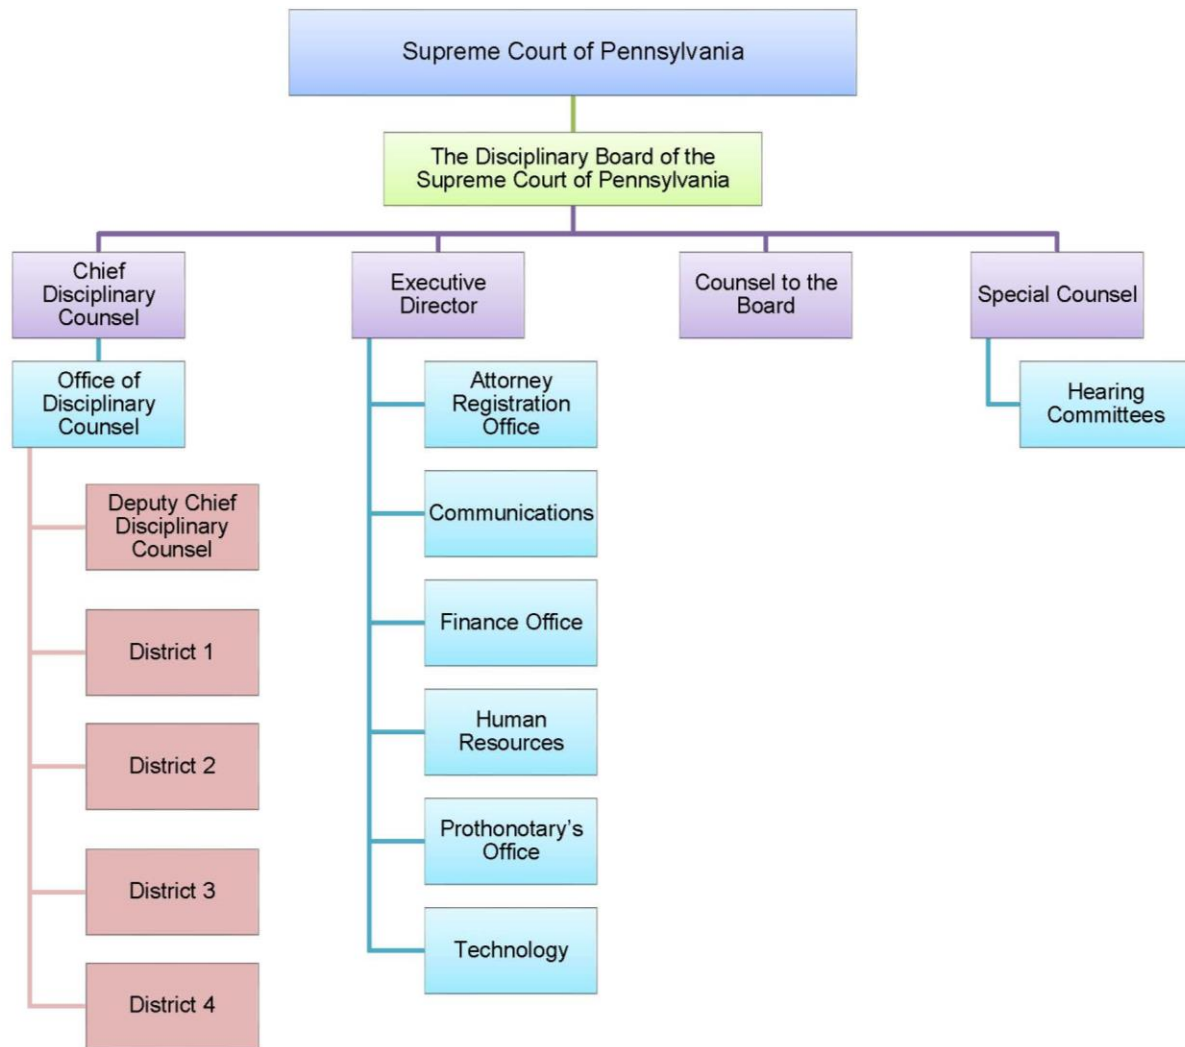 Supreme Court of Pennsylvania
The Disciplinary Board of the
Supreme Court of Pennsylvania
Chief
Disciplinary
Counsel
Executive
Director
Counsel to the
Board
Special Counsel
Office of
Disciplinary
Counsel
Attorney
Registration
Office
Hearing
Committees
Deputy Chief
Disciplinary
Counsel
Communications
District 1
Finance Office
District 2
Human
Resources
District 3
Prothonotary’s
Office
District 4
Technology